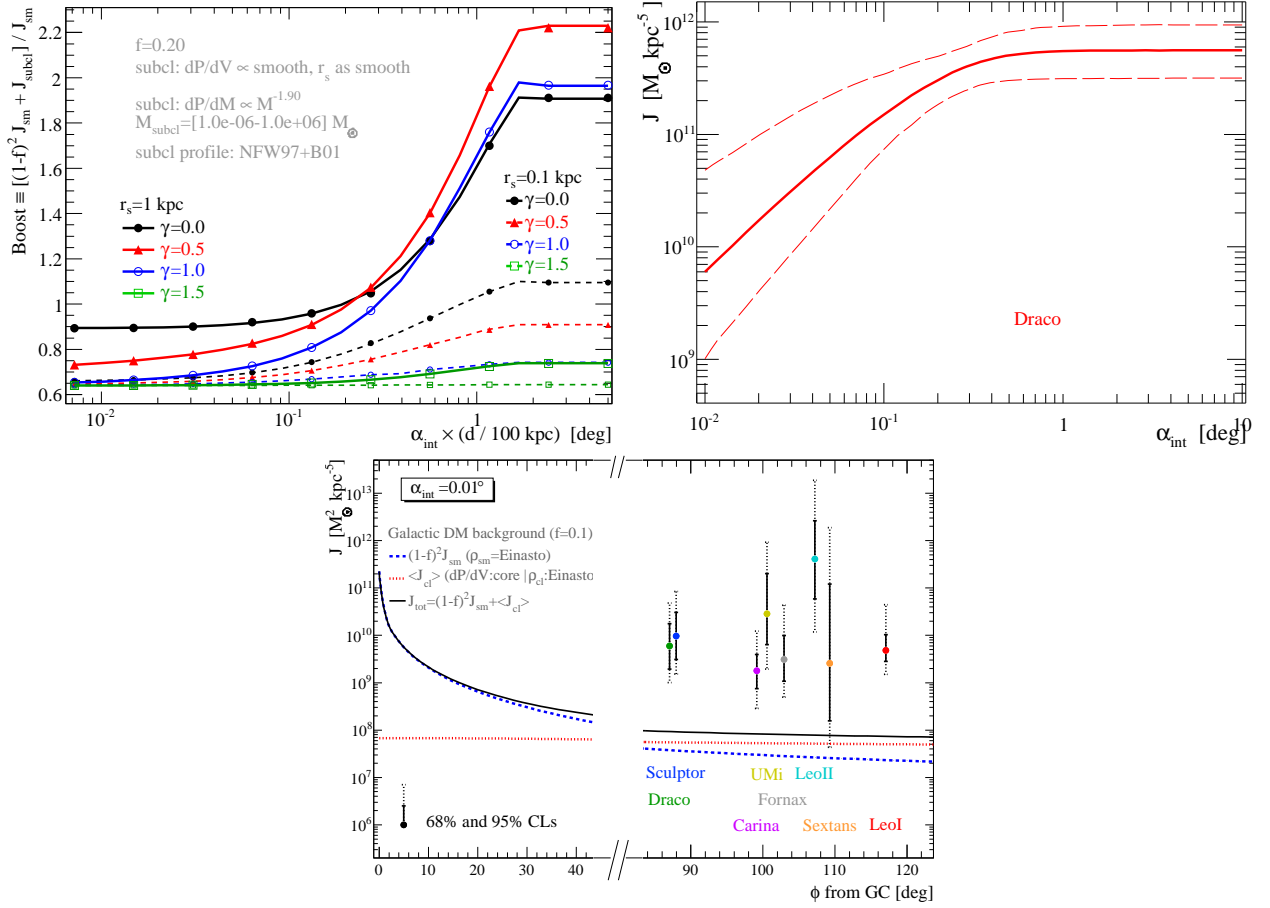 Boost ≡ [(1-f)² J_sm + J_subcl] / J_sm
2.2
2
1.8
1.6
1.4
1.2
1
0.8
0.6
f=0.20
subcl: dP/dV ∝ smooth, r_s as smooth
subcl: dP/dM ∝ M^-1.90
M_subcl=[1.0e-06-1.0e+06] M_⊙
subcl profile: NFW97+B01
r_s=1 kpc
γ=0.0
γ=0.5
γ=1.0
γ=1.5
r_s=0.1 kpc
γ=0.0
γ=0.5
γ=1.0
γ=1.5
10^-2
10^-1
1
α_int × (d / 100 kpc) [deg]
J [M_⊙ kpc^-5]
10^12
10^11
10^10
10^9
Draco
10^-2
10^-1
1
10
α_int [deg]
J [M_⊙^2 kpc^-5]
10^13
10^12
10^11
10^10
10^9
10^8
10^7
10^6
α_int=0.01°
Galactic DM background (f=0.1)
(1-f)²J_sm (ρ_sm=Einasto)
<J_cl> (dP/dV:core | ρ_cl:Einasto
J_tot=(1-f)²J_sm+<J_cl>
68% and 95% CLs
Sculptor
UMi
LeoII
Draco
Fornax
Carina
Sextans
LeoI
0
10
20
30
40
90
100
110
120
φ from GC [deg]